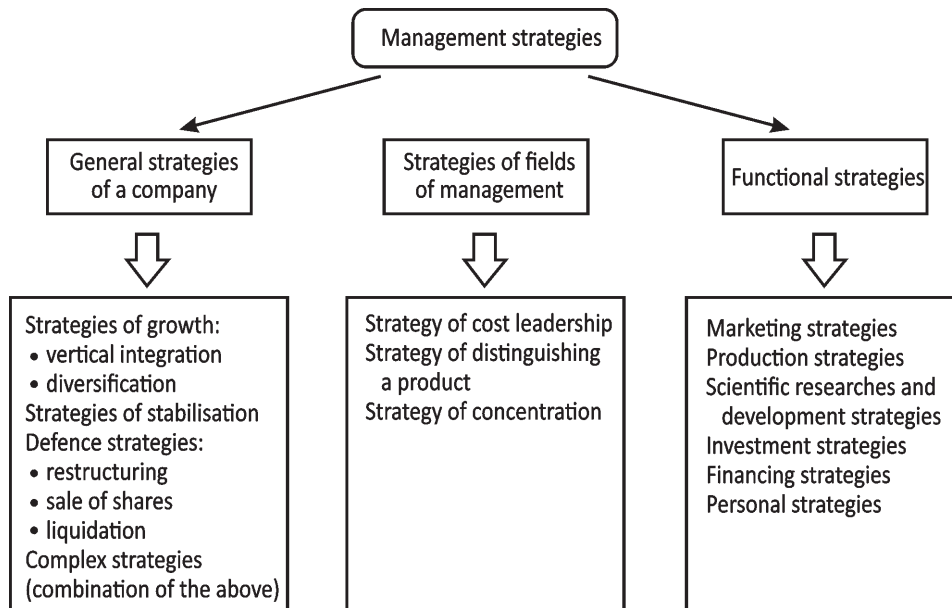 Management strategies
General strategies
of a company
Strategies of fields
of management
Functional strategies
Strategies of growth:
• vertical integration
• diversification
Strategies of stabilisation
Defence strategies:
• restructuring
• sale of shares
• liquidation
Complex strategies
(combination of the above)
Strategy of cost leadership
Strategy of distinguishing
a product
Strategy of concentration
Marketing strategies
Production strategies
Scientific researches and
development strategies
Investment strategies
Financing strategies
Personal strategies